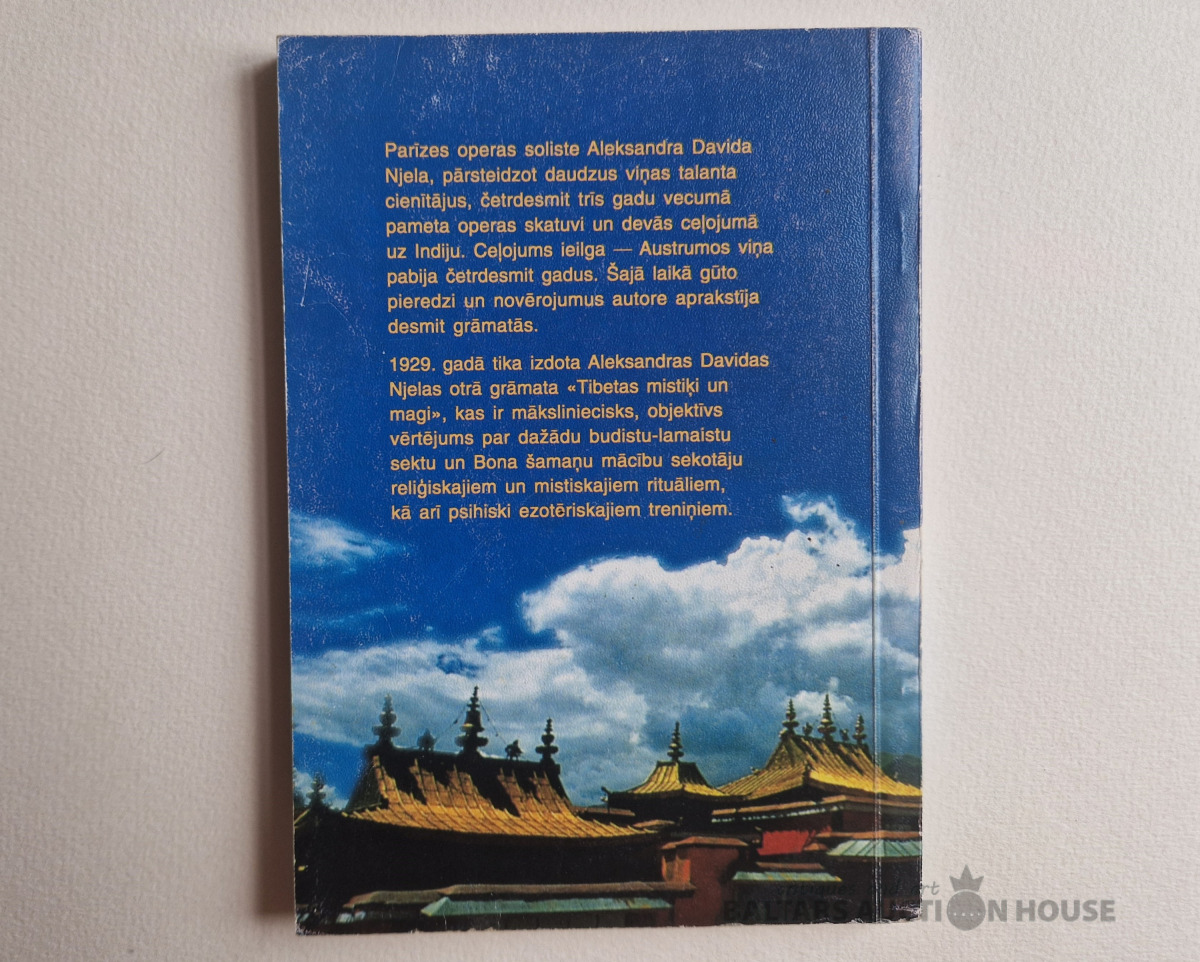 Parīzes operas soliste Aleksandra Davida
Njela, pārsteidzot daudzus viņas talanta
cienītājus, četrdesmit trīs gadu vecumā
pameta operas skatuvi un devās ceļojumā
uz Indiju. Ceļojums ieilga — Austrumos viņa
pabija četrdesmit gadus. Šajā laikā gūto
pieredzi un novērojumus autore aprakstīja
desmit grāmatās.
1929. gadā tika izdota Aleksandras Davidas
Njelas otrā grāmata «Tibetas mistiķi un
magi», kas ir māksliniecisks, objektīvs
vērtējums par dažādu budistu-lamaistu
sektu un Bona šamaņu mācību sekotāju
reliģiskajiem un mistiskajiem rituāliem,
kā arī psihiski ezotēriskajiem treniņiem.
art
BALTARS AUCTION HOUSE